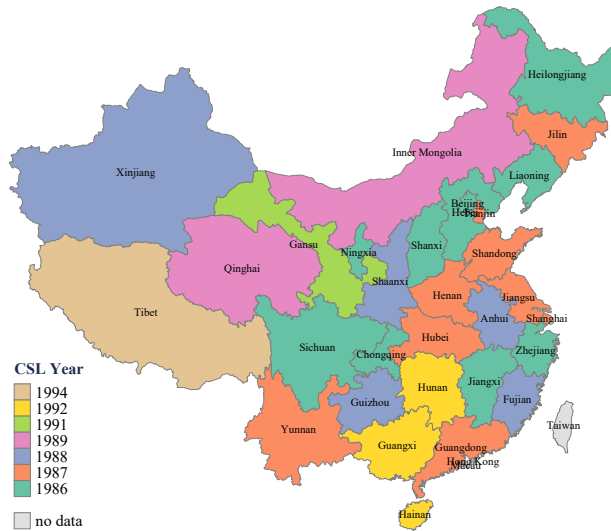 Heilongjiang
Jilin
Inner Mongolia
Xinjiang
Liaoning
Beijing
Hebei
Tianjin
Gansu
Ningxia
Shanxi
Shandong
Qinghai
Shaanxi
Henan
Jiangsu
Tibet
Anhui
Shanghai
Hubei
Sichuan
Chongqing
Zhejiang
Hunan
Jiangxi
Guizhou
Fujian
Yunnan
Guangxi
Guangdong
Taiwan
Hong Kong
Macau
Hainan
CSL Year
1994
1992
1991
1989
1988
1987
1986
no data